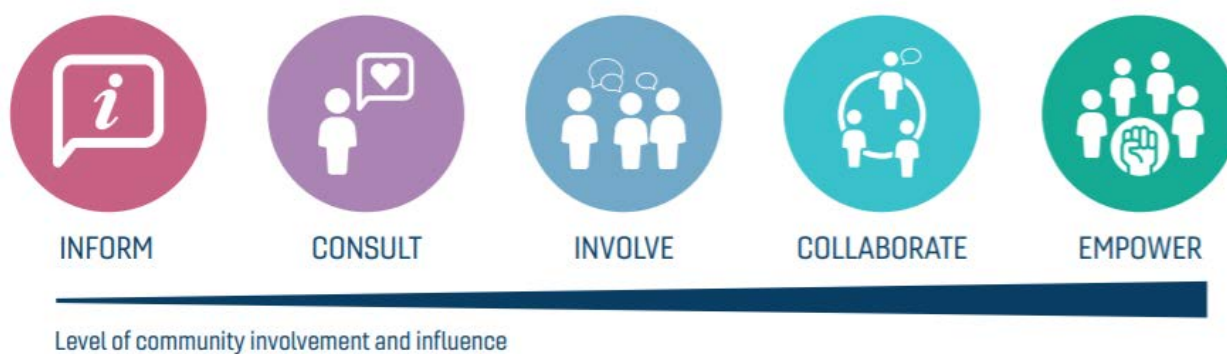 i
INFORM
CONSULT
INVOLVE
COLLABORATE
EMPOWER
Level of community involvement and influence